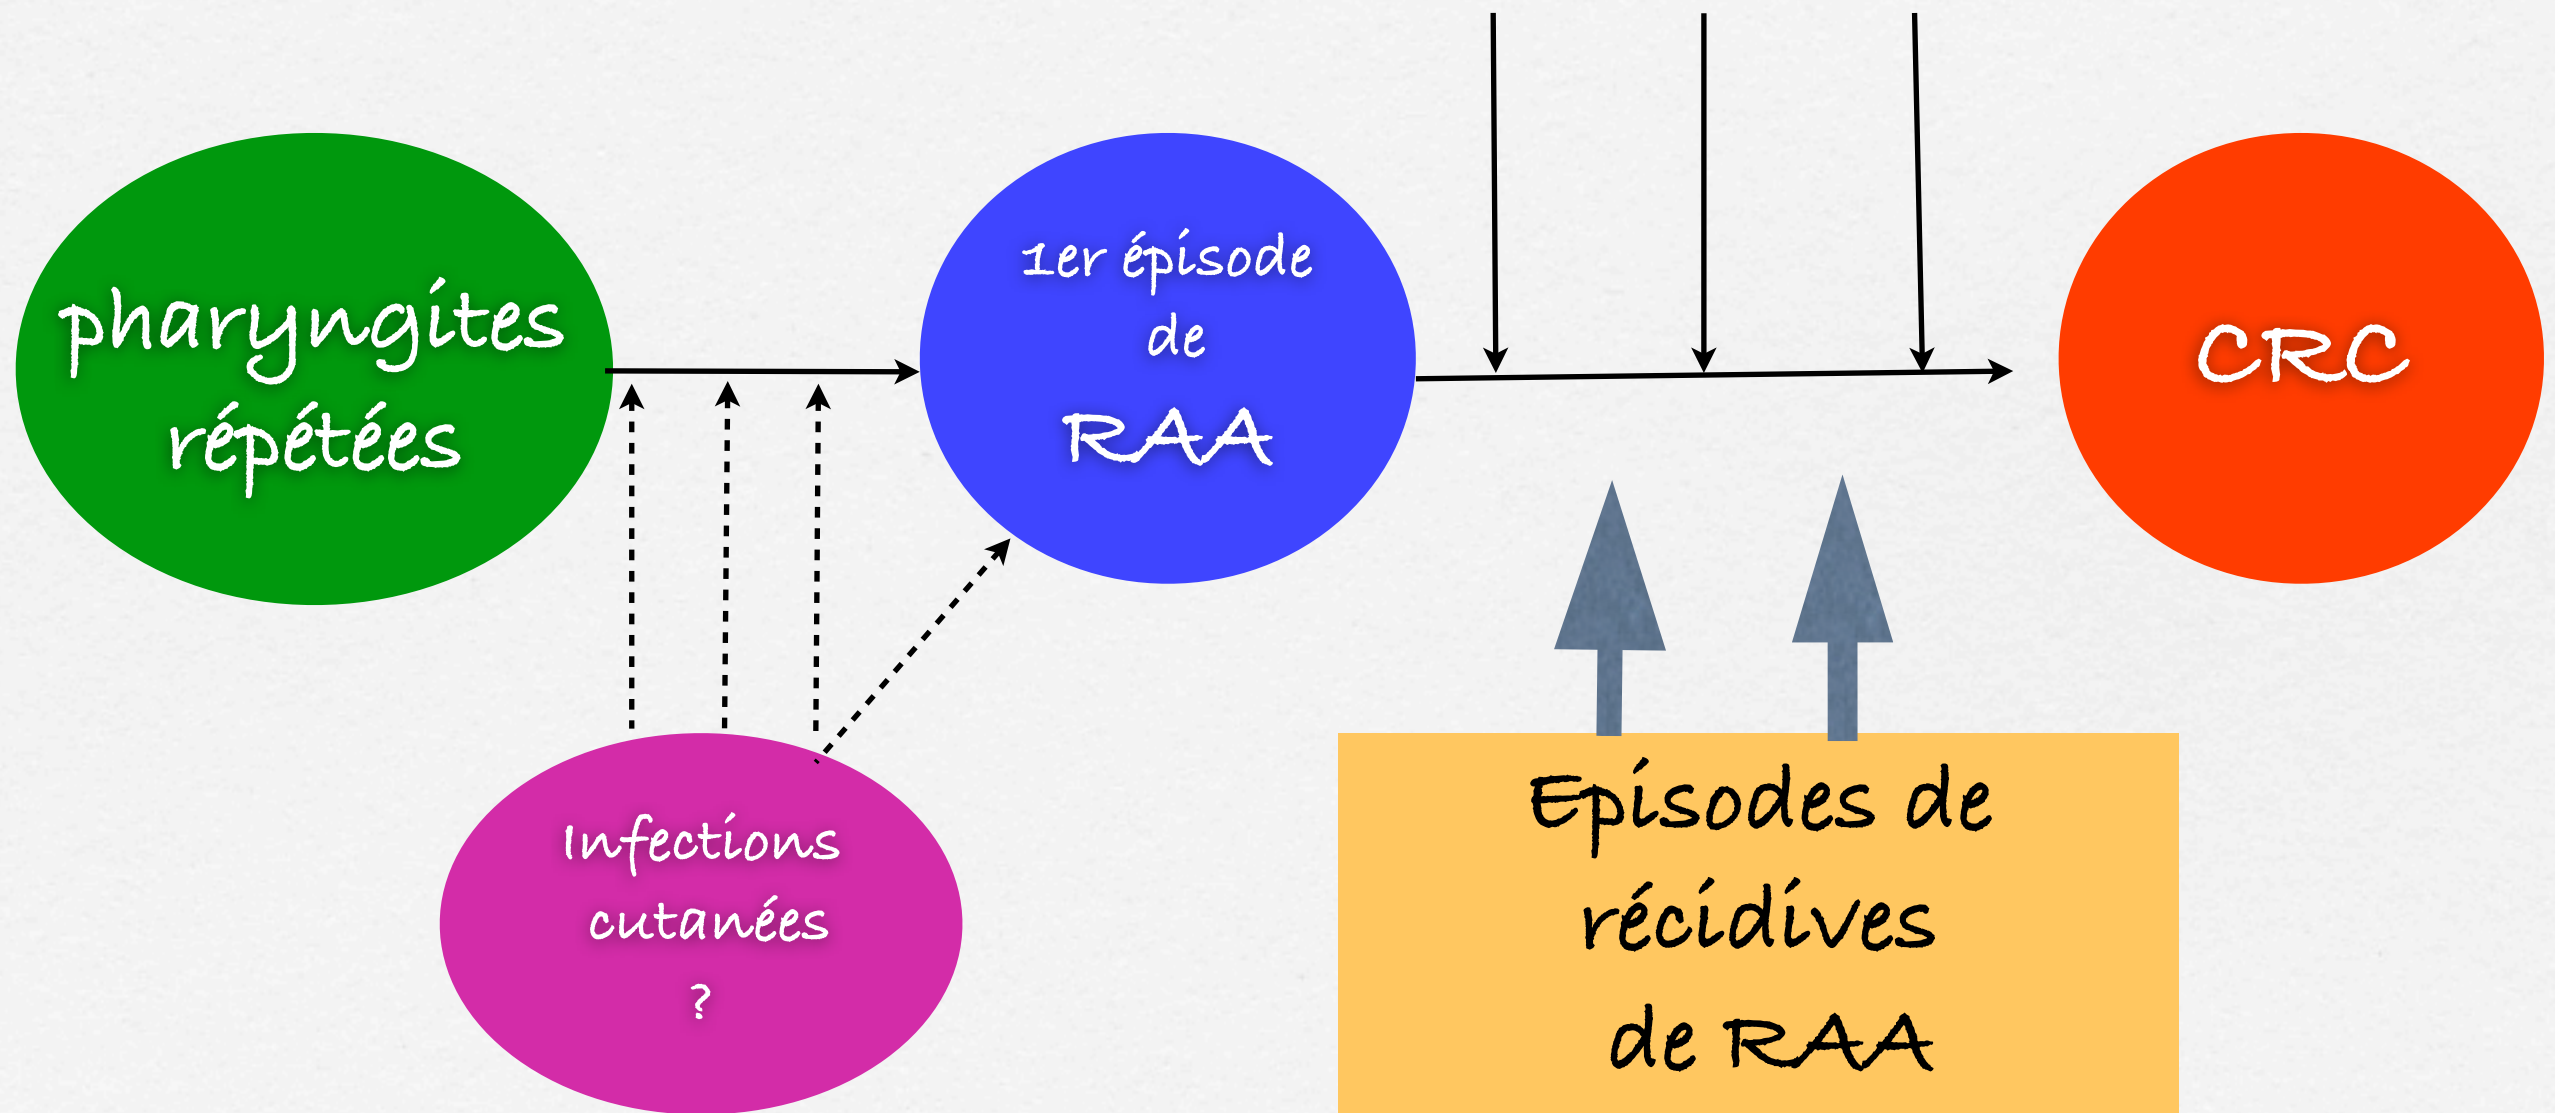 pharyngites
répétées
1er épisode
de
RAA
CRC
Infections
cutanées
?
Episodes de
récidives
de RAA